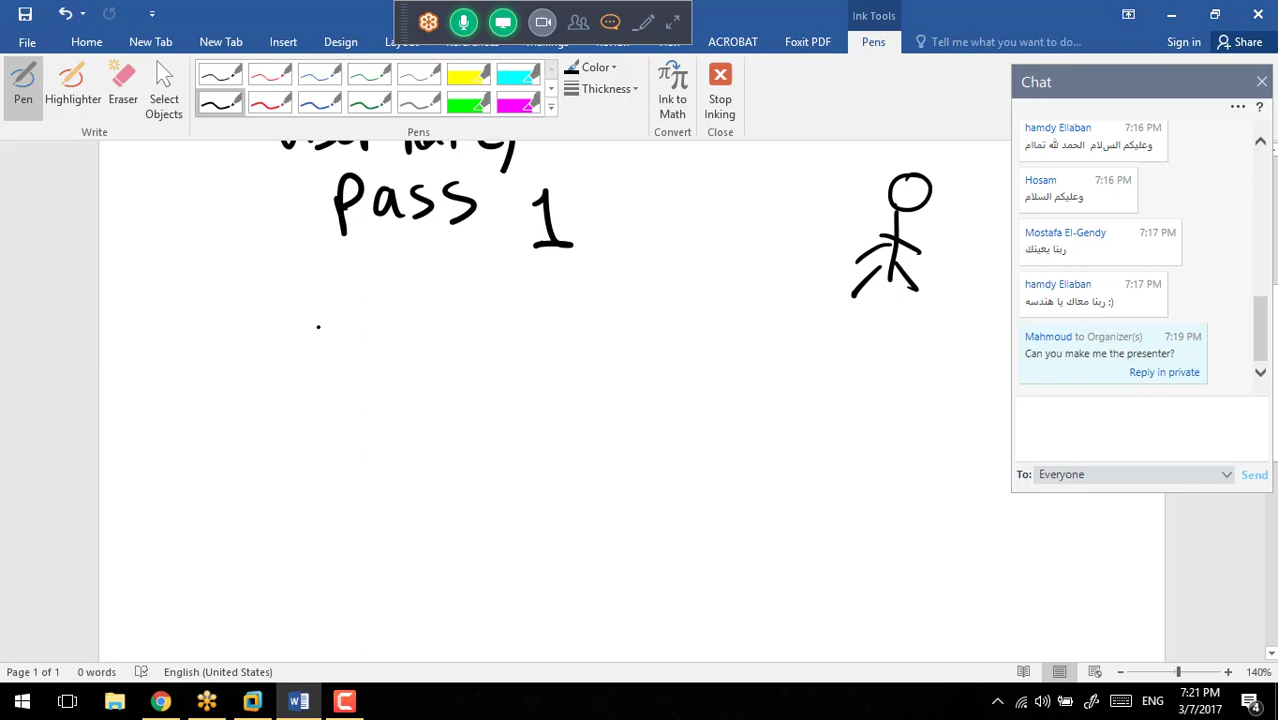 Ink Tools
File
Home
New Tab
New Tab
Insert
Design
ACROBAT
Foxit PDF
Pens
Tell me what you want to do...
Sign in
Share
Pen
Highlighter
Eraser
Select
Objects
Color
Thickness
Ink to
Math
Stop
Inking
Write
Pens
Convert
Close
Pass 1
Chat
?
hamdy Ellaban 7:16 PM
وعليكم السلام الحمد لله تماام
Hosam 7:16 PM
وعليكم السلام
Mostafa El-Gendy 7:17 PM
ربنا يعينك
hamdy Ellaban 7:17 PM
ربنا معاك يا هندسه :)
Mahmoud to Organizer(s) 7:19 PM
Can you make me the presenter?
Reply in private
To: Everyone
Send
Page 1 of 1 0 words English (United States)
140%
ENG
7:21 PM
3/7/2017
4